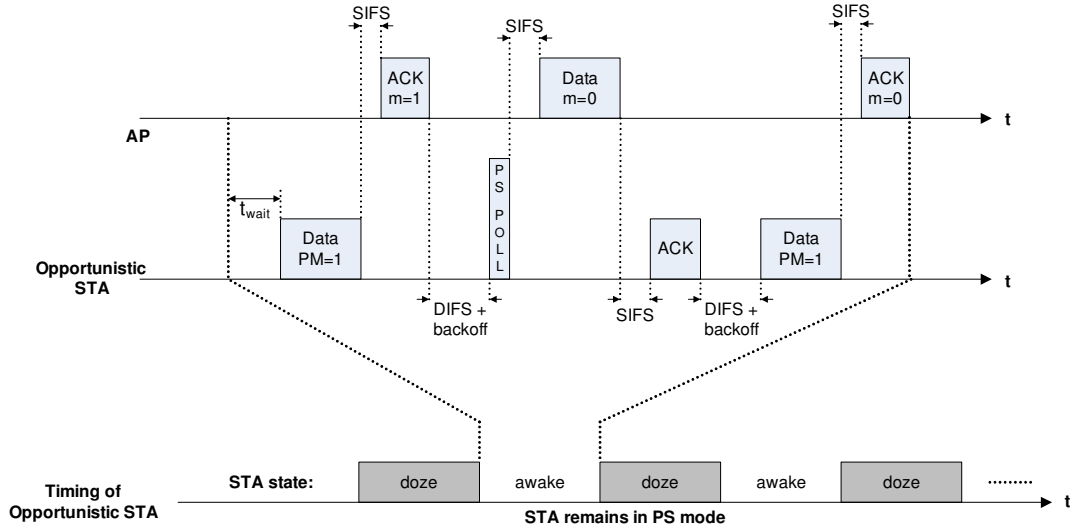 SIFS
SIFS
SIFS
ACK
m=1
Data
m=0
ACK
m=0
AP
t
twait
Data
PM=1
PS POLL
ACK
Data
PM=1
Opportunistic
STA
t
DIFS +
backoff
SIFS
DIFS +
backoff
STA state:
doze
awake
doze
awake
doze
Timing of
Opportunistic STA
STA remains in PS mode
t